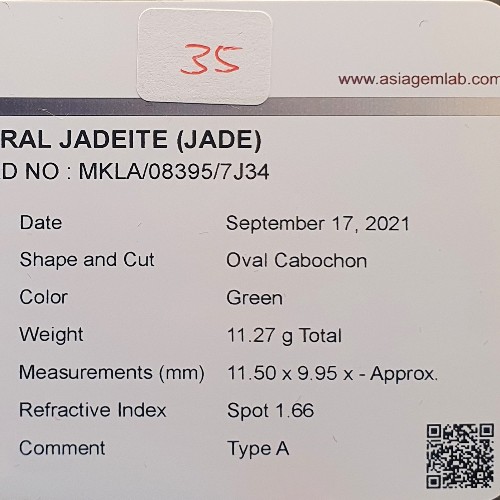 35
www.asiagemlab.com
RAL JADEITE (JADE)
D NO : MKLA/08395/7J34
Date September 17, 2021
Shape and Cut Oval Cabochon
Color Green
Weight 11.27 g Total
Measurements (mm) 11.50 x 9.95 x - Approx.
Refractive Index Spot 1.66
Comment Type A